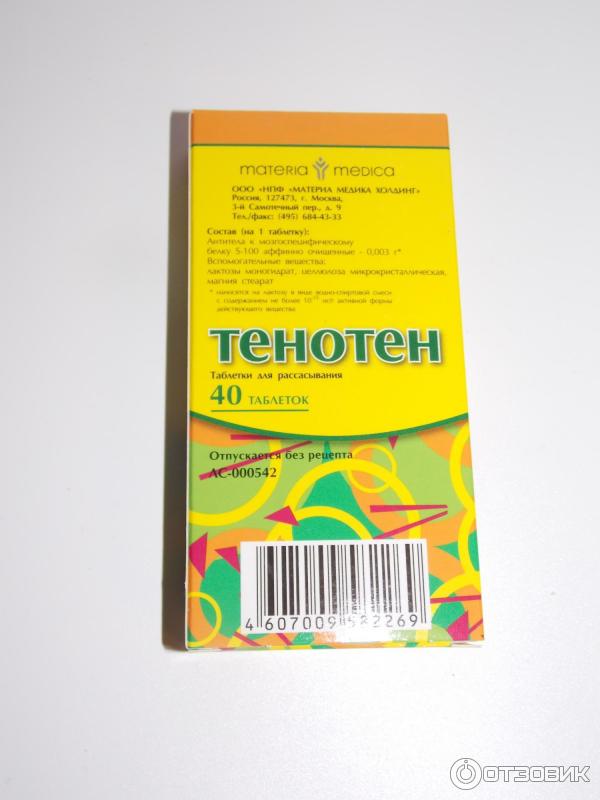 materia medica
ООО «НПФ «МАТЕРИА МЕДИКА ХОЛДИНГ»
Россия, 127473, г. Москва,
3-й Самотечный пер., д. 9
Тел./факс: (495) 684-43-33
Состав (на 1 таблетку):
Антитела к мозгоспецифическому
белку S-100 аффинно очищенные - 0,003 г*.
Вспомогательные вещества:
лактозы моногидрат, целлюлоза микрокристаллическая,
магния стеарат
* наносятся на лактозу в виде водно-спиртовой смеси
с содержанием не более 10⁻¹⁵ нг/г активной формы
действующего вещества
ТЕНОТЕН
Таблетки для рассасывания
40 ТАБЛЕТОК
Отпускается без рецепта
ЛС-000542
4 607009 582269
ОТЗОВИК